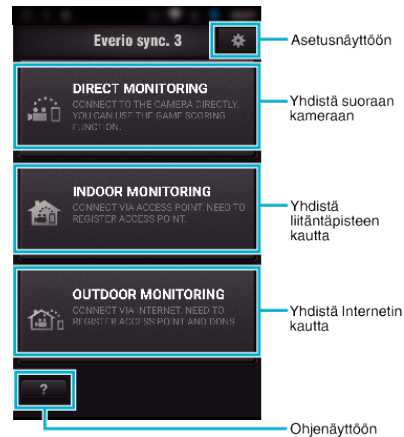 Everio sync. 3
Asetusnäyttöön
DIRECT MONITORING
CONNECT TO THE CAMERA DIRECTLY.
YOU CAN USE THE GAME SCORING
FUNCTION.
Yhdistä suoraan
kameraan
INDOOR MONITORING
CONNECT VIA ACCESS POINT. NEED TO
REGISTER ACCESS POINT.
Yhdistä
liitäntäpisteen
kautta
OUTDOOR MONITORING
CONNECT VIA INTERNET. NEED TO
REGISTER ACCESS POINT AND DDNS.
Yhdistä Internetin
kautta
?
Ohjenäyttöön